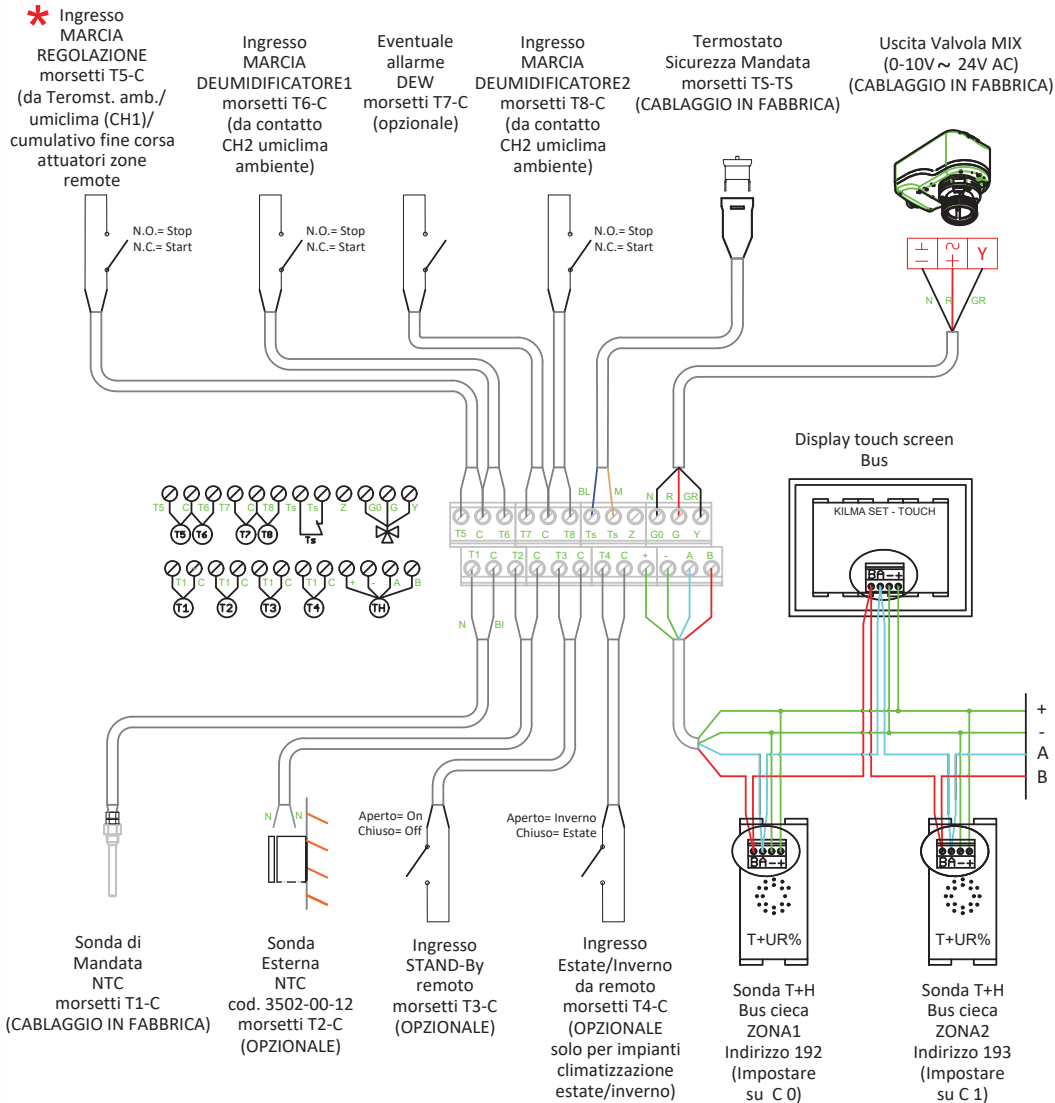 * Ingresso
MARCIA
REGOLAZIONE
morsetti T5-C
(da Teromst. amb./
umiclima (CH1)/
cumulativo fine corsa
attuatori zone
remote
Ingresso
MARCIA
DEUMIDIFICATORE1
morsetti T6-C
(da contatto
CH2 umiclima
ambiente)
Eventuale
allarme
DEW
morsetti T7-C
(opzionale)
Ingresso
MARCIA
DEUMIDIFICATORE2
morsetti T8-C
(da contatto
CH2 umiclima
ambiente)
Termostato
Sicurezza Mandata
morsetti TS-TS
(CABLAGGIO IN FABBRICA)
Uscita Valvola MIX
(0-10V~ 24V AC)
(CABLAGGIO IN FABBRICA)
N.O.= Stop
N.C.= Start
N.O.= Stop
N.C.= Start
N.O.= Stop
N.C.= Start
Y
N R GR
Display touch screen
Bus
KILMA SET - TOUCH
BA-+
BL M N R GR
T5 C T6 T7 C T8 Ts Ts Z G0 G Y
T1 C T2 C T3 C T4 C + - A B
N BI
T5 C T6 T7 C T8 Ts Ts Z G0 G Y
T5 T6 T7 T8 Ts
T1 C T1 C T1 C T1 C + - A B
T1 T2 T3 T4 TH
+
-
A
B
N N
Aperto= On
Chiuso= Off
Aperto= Inverno
Chiuso= Estate
BA-+
T+UR%
BA-+
T+UR%
Sonda di
Mandata
NTC
morsetti T1-C
(CABLAGGIO IN FABBRICA)
Sonda
Esterna
NTC
cod. 3502-00-12
morsetti T2-C
(OPZIONALE)
Ingresso
STAND-By
remoto
morsetti T3-C
(OPZIONALE)
Ingresso
Estate/Inverno
da remoto
morsetti T4-C
(OPZIONALE
solo per impianti
climatizzazione
estate/inverno)
Sonda T+H
Bus cieca
ZONA1
Indirizzo 192
(Impostare
su C 0)
Sonda T+H
Bus cieca
ZONA2
Indirizzo 193
(Impostare
su C 1)